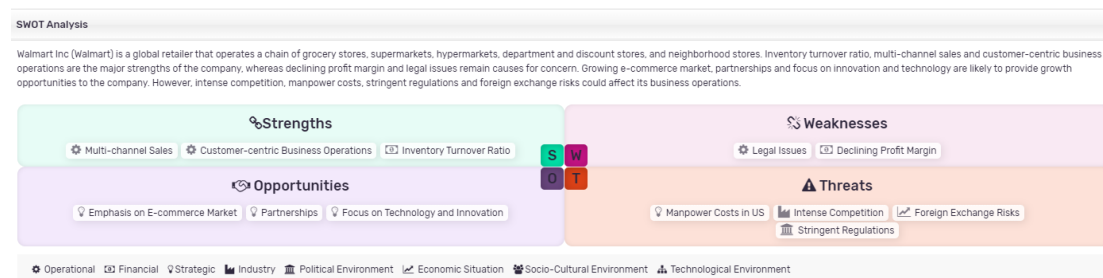 SWOT Analysis
Walmart Inc (Walmart) is a global retailer that operates a chain of grocery stores, supermarkets, hypermarkets, department and discount stores, and neighborhood stores. Inventory turnover ratio, multi-channel sales and customer-centric business
operations are the major strengths of the company, whereas declining profit margin and legal issues remain causes for concern. Growing e-commerce market, partnerships and focus on innovation and technology are likely to provide growth
opportunities to the company. However, intense competition, manpower costs, stringent regulations and foreign exchange risks could affect its business operations.
Strengths
Multi-channel Sales Customer-centric Business Operations Inventory Turnover Ratio
Weaknesses
Legal Issues Declining Profit Margin
S W
O T
Opportunities
Emphasis on E-commerce Market Partnerships Focus on Technology and Innovation
Threats
Manpower Costs in US Intense Competition Foreign Exchange Risks
Stringent Regulations
Operational Financial Strategic Industry Political Environment Economic Situation Socio-Cultural Environment Technological Environment